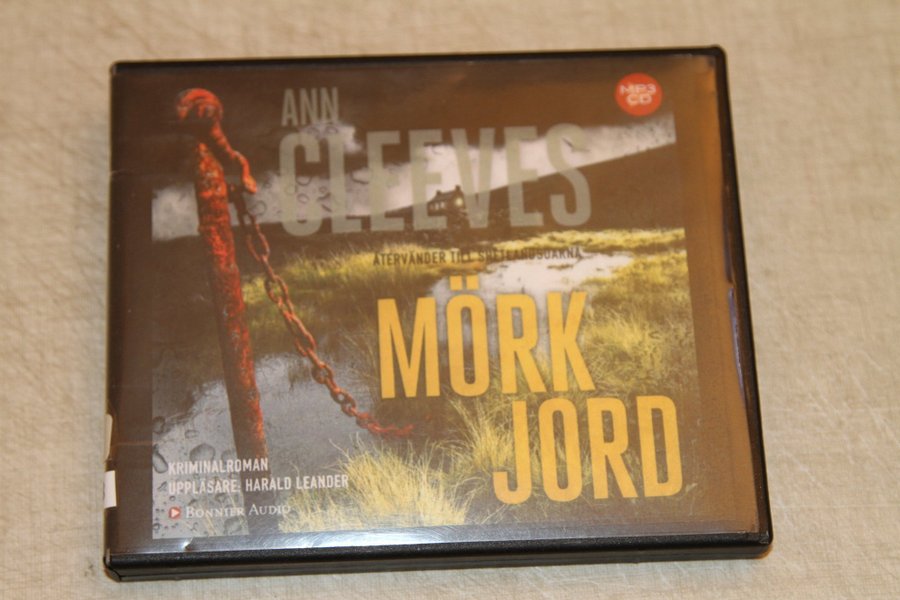 ANN
CLEEVES
MP3
CD
ÅTERVÄNDER TILL SHETLANDSÖARNA
MÖRK
JORD
KRIMINALROMAN
UPPLÄSARE: HARALD LEANDER
BONNIER AUDIO